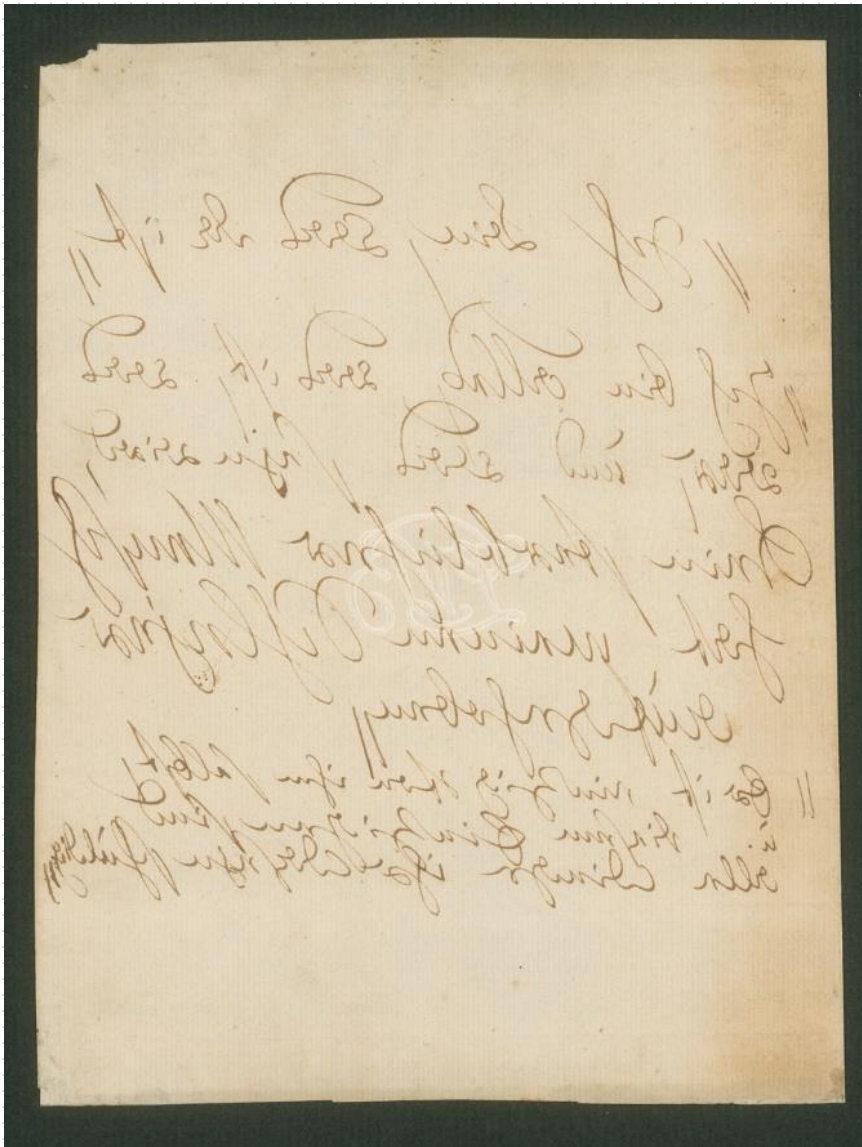 // Ich bin, was da ist //
// Ich bin alles, was ist, was
war, und was seyn wird,
Kein sterblicher Mensch
hat meinen Schleyer
aufgehoben //
// Er ist einzig von ihm selbst,
u. diesem Einzigen sind
alle Dinge ihr Daseyn schuldig //